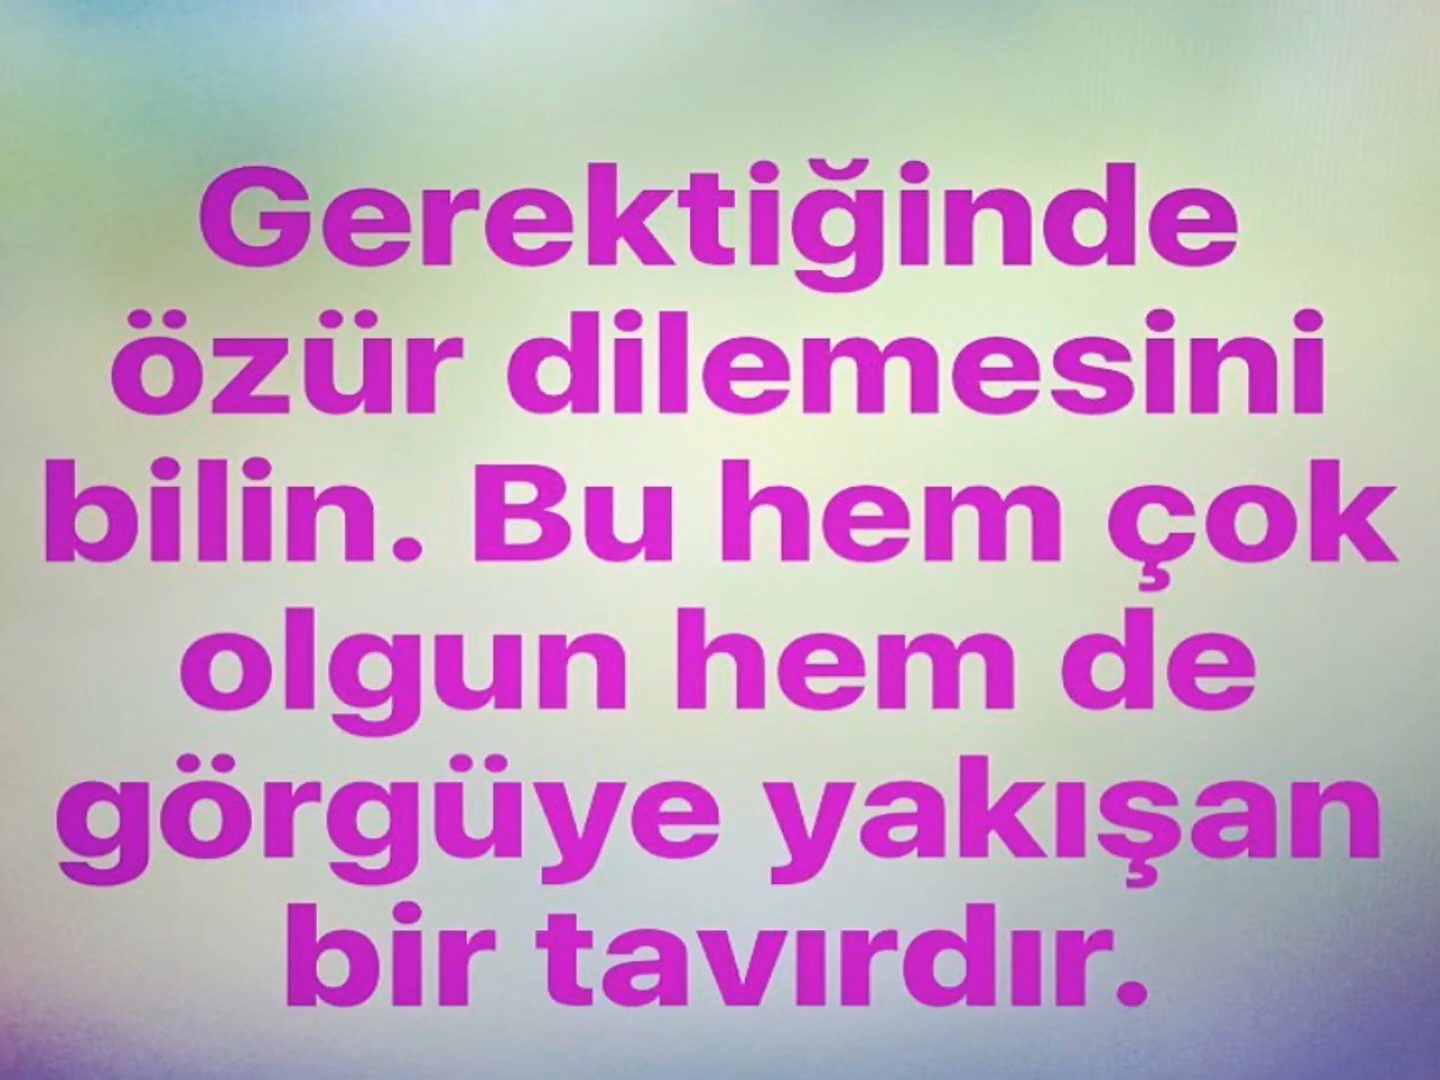 Gerektiğinde
özür dilemesini
bilin. Bu hem çok
olgun hem de
görgüye yakışan
bir tavırdır.